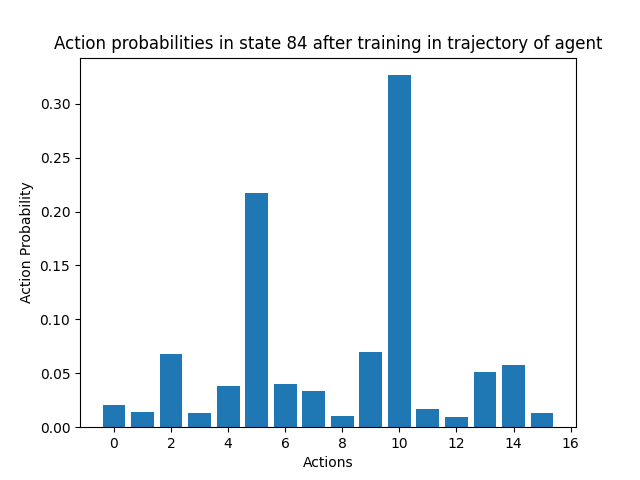 Action probabilities in state 84 after training in trajectory of agent
0.30
0.25
0.20
0.15
0.10
0.05
0.00
Action Probability
0 2 4 6 8 10 12 14 16
Actions